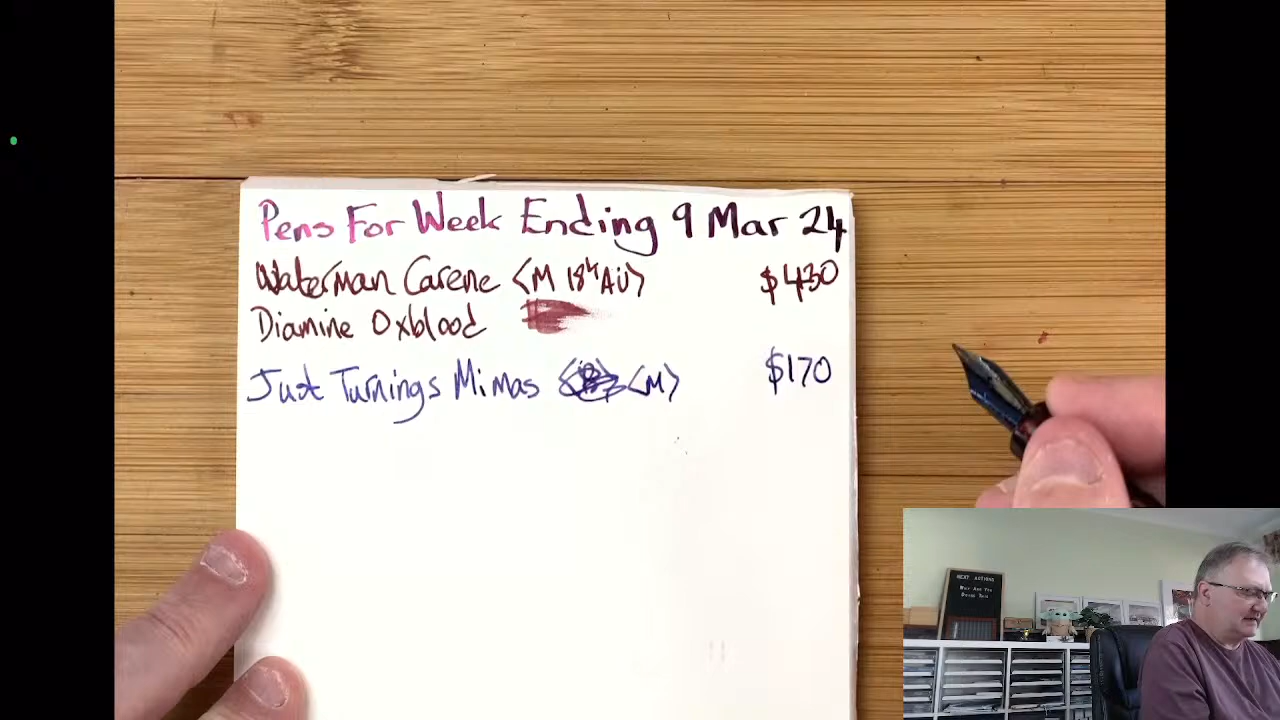 Pens For Week Ending 9 Mar 24
Waterman Carene <M 18k Au> $430
Diamine Oxblood
Just Turnings Mimas <M> $170